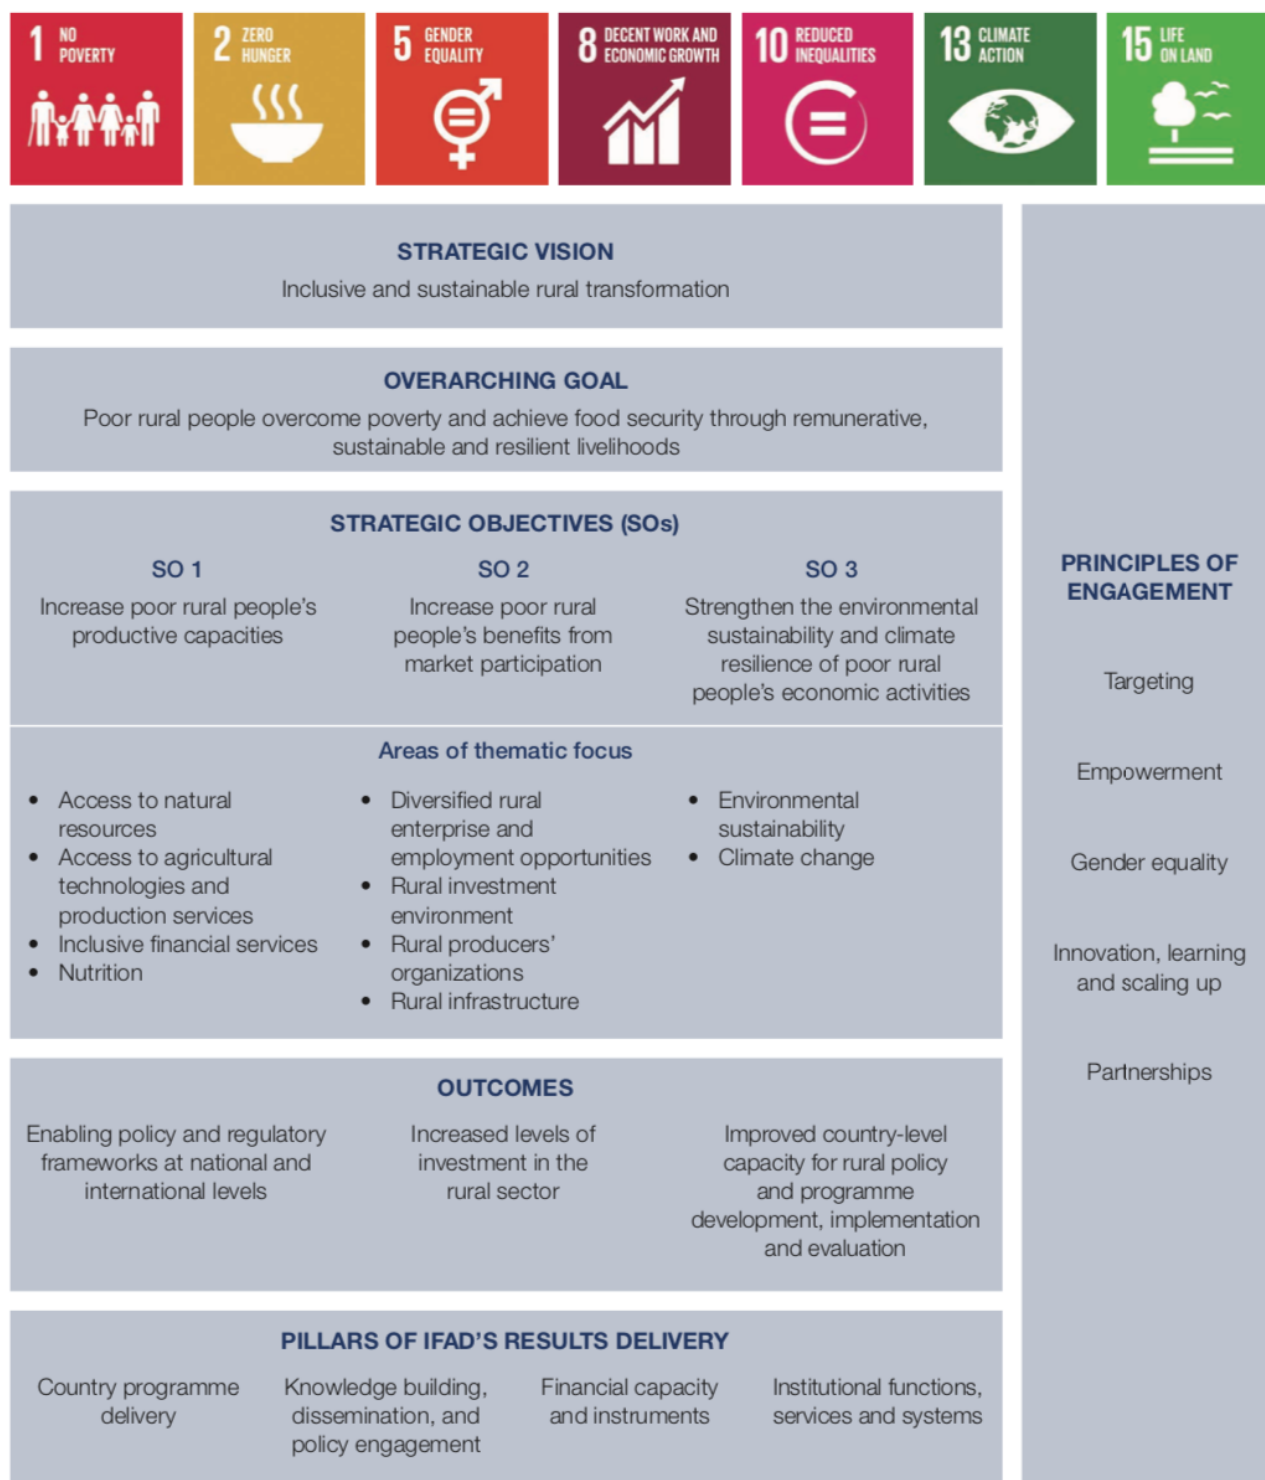 1 NO
POVERTY
2 ZERO
HUNGER
5 GENDER
EQUALITY
8 DECENT WORK AND
ECONOMIC GROWTH
10 REDUCED
INEQUALITIES
13 CLIMATE
ACTION
15 LIFE
ON LAND
STRATEGIC VISION
Inclusive and sustainable rural transformation
OVERARCHING GOAL
Poor rural people overcome poverty and achieve food security through remunerative,
sustainable and resilient livelihoods
STRATEGIC OBJECTIVES (SOs)
SO 1
Increase poor rural people's
productive capacities
SO 2
Increase poor rural
people's benefits from
market participation
SO 3
Strengthen the environmental
sustainability and climate
resilience of poor rural
people's economic activities
Areas of thematic focus
• Access to natural
resources
• Access to agricultural
technologies and
production services
• Inclusive financial services
• Nutrition
• Diversified rural
enterprise and
employment opportunities
• Rural investment
environment
• Rural producers'
organizations
• Rural infrastructure
• Environmental
sustainability
• Climate change
OUTCOMES
Enabling policy and regulatory
frameworks at national and
international levels
Increased levels of
investment in the
rural sector
Improved country-level
capacity for rural policy
and programme
development, implementation
and evaluation
PILLARS OF IFAD'S RESULTS DELIVERY
Country programme
delivery
Knowledge building,
dissemination, and
policy engagement
Financial capacity
and instruments
Institutional functions,
services and systems
PRINCIPLES OF
ENGAGEMENT
Targeting
Empowerment
Gender equality
Innovation, learning
and scaling up
Partnerships